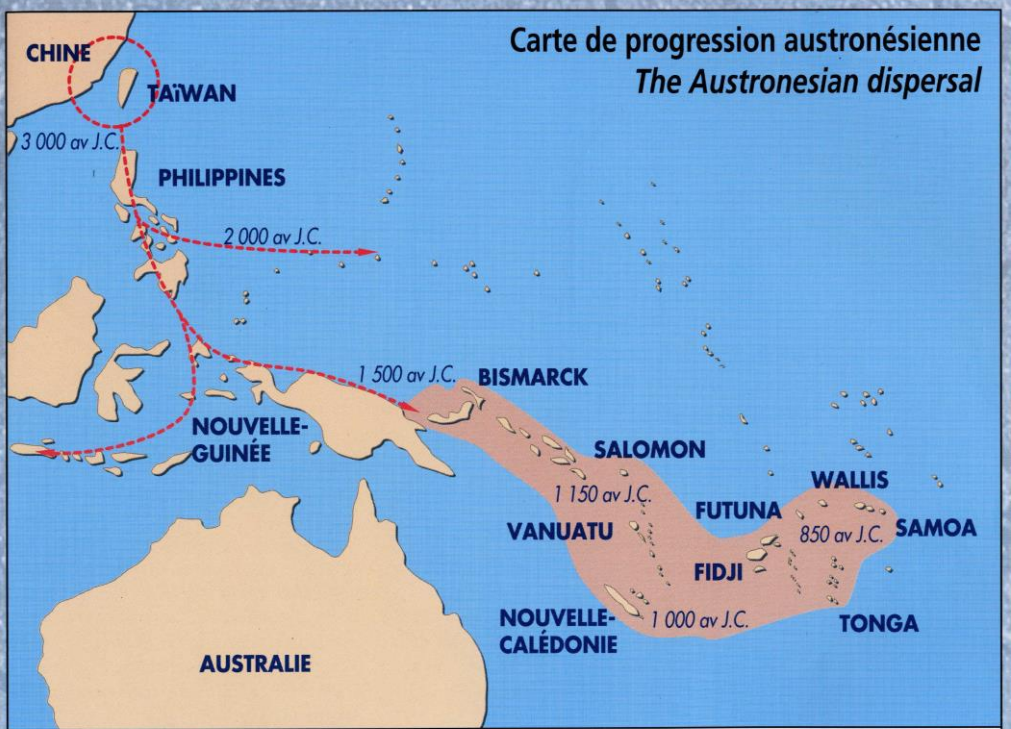 Carte de progression austronésienne
The Austronesian dispersal
CHINE
TAïWAN
3 000 av J.C.
PHILIPPINES
2 000 av J.C.
1 500 av J.C.
BISMARCK
NOUVELLE-
GUINÉE
SALOMON
1 150 av J.C.
WALLIS
VANUATU
FUTUNA
850 av J.C.
SAMOA
FIDJI
NOUVELLE-
CALÉDONIE
1 000 av J.C.
TONGA
AUSTRALIE